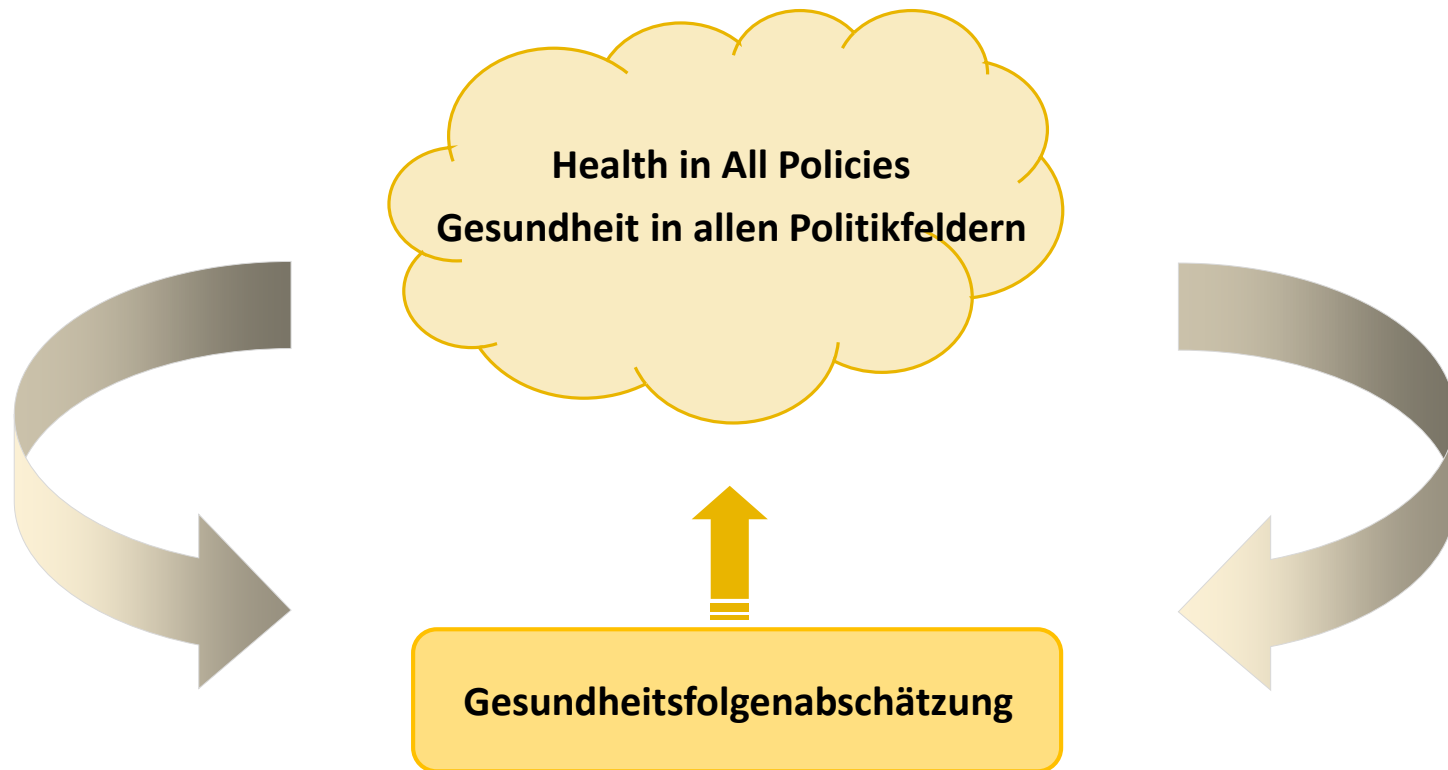 Health in All Policies
Gesundheit in allen Politikfeldern
Gesundheitsfolgenabschätzung